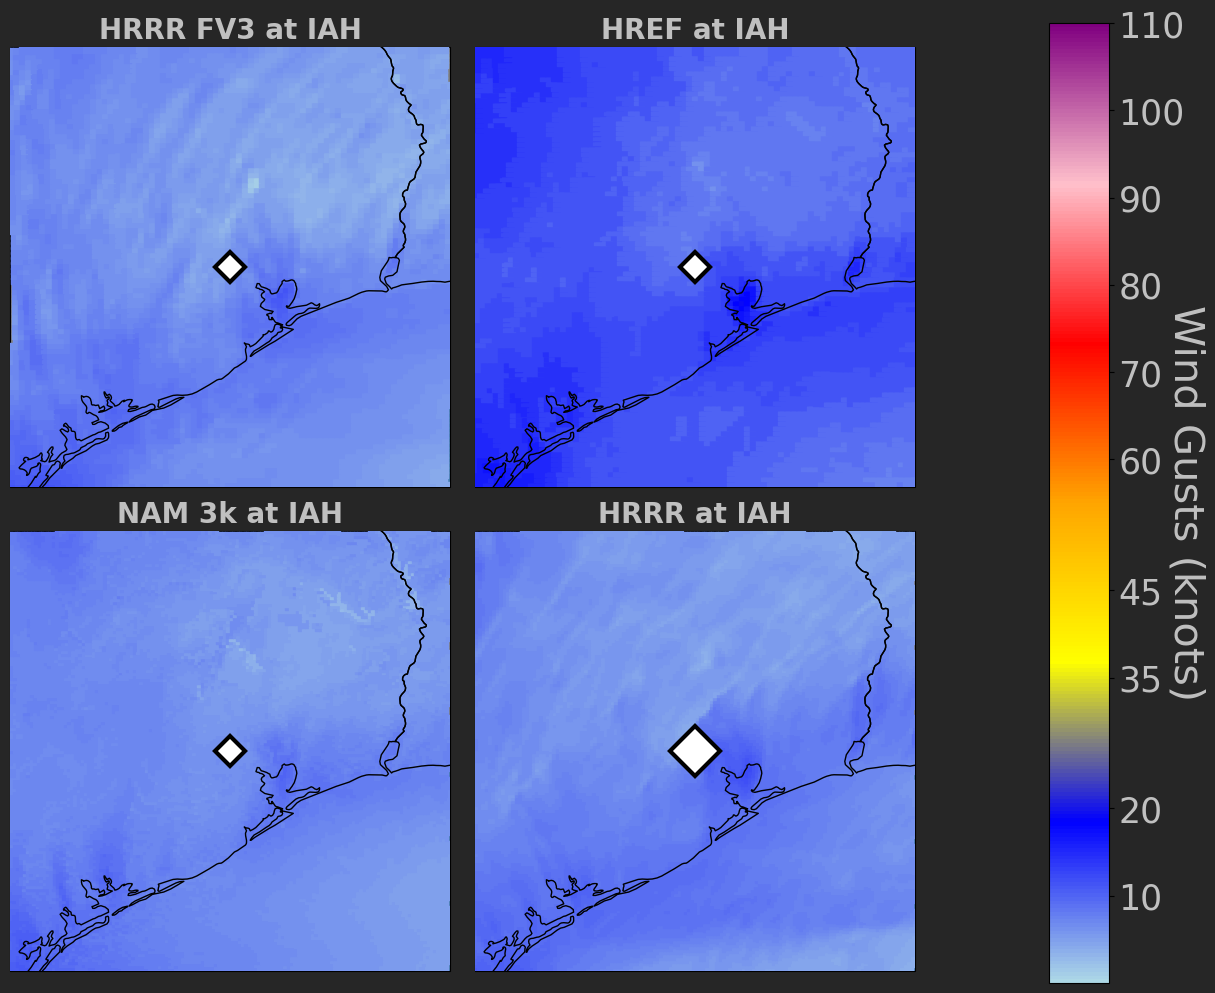 HRRR FV3 at IAH
HREF at IAH
NAM 3k at IAH
HRRR at IAH
110
100
90
80
70
60
45
35
20
10
Wind Gusts (knots)